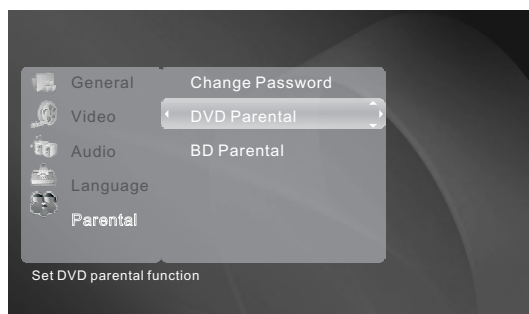 General
Change Password
Video
DVD Parental
Audio
BD Parental
Language
Parental
Set DVD parental function